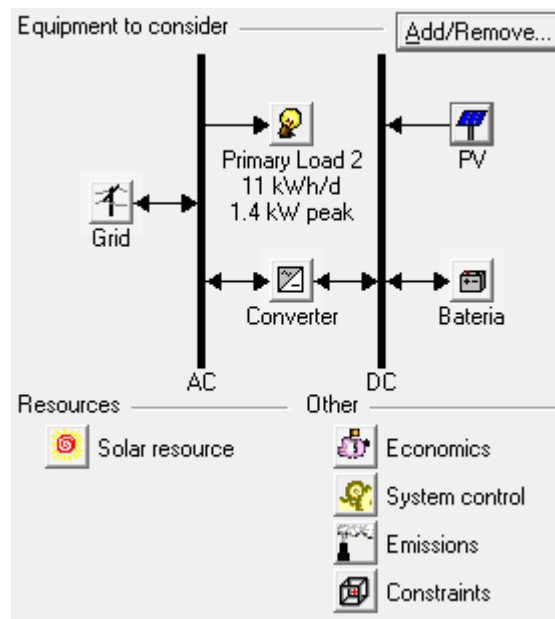 Equipment to consider
Add/Remove...
Primary Load 2
11 kWh/d
1.4 kW peak
PV
Grid
Converter
Bateria
AC
DC
Resources
Other
Solar resource
Economics
System control
Emissions
Constraints